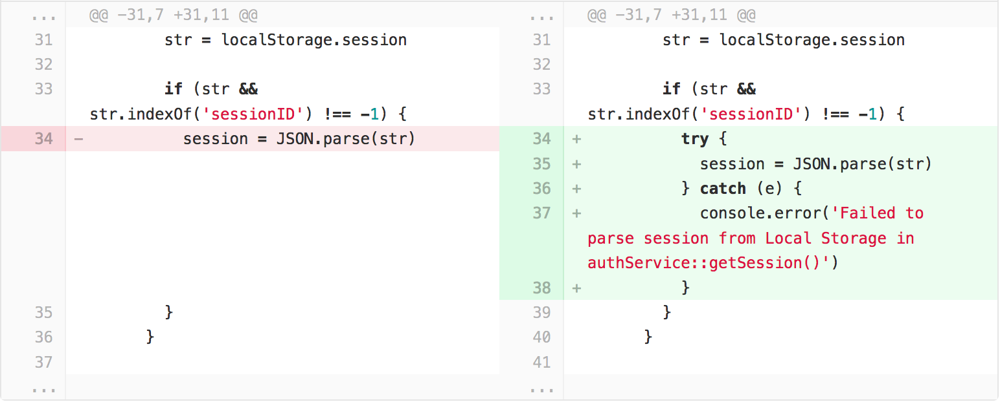 ... @@ -31,7 +31,11 @@
31 str = localStorage.session
32
33 if (str &&
str.indexOf('sessionID') !== -1) {
34 - session = JSON.parse(str)
35 }
36 }
37
...
... @@ -31,7 +31,11 @@
31 str = localStorage.session
32
33 if (str &&
str.indexOf('sessionID') !== -1) {
34 + try {
35 + session = JSON.parse(str)
36 + } catch (e) {
37 + console.error('Failed to
parse session from Local Storage in
authService::getSession()')
38 + }
39 }
40 }
41
...